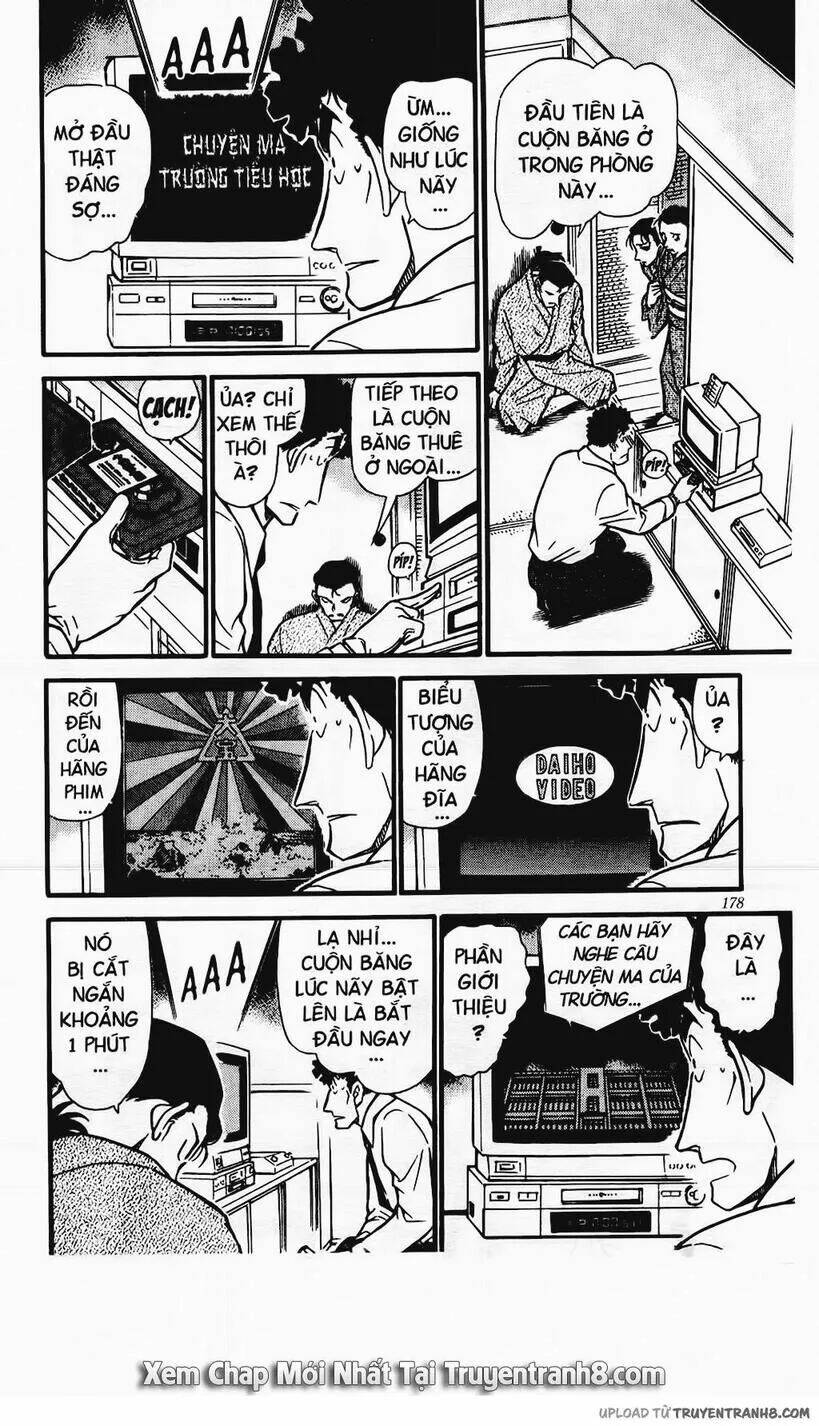 ĐẦU TIÊN LÀ
CUỘN BĂNG Ở
TRONG PHÒNG
NÀY...
PÍP!
AAA
ỪM...
GIỐNG
NHƯ LÚC
NÃY
...
CHUYỆN MA
TRƯỜNG TIỂU HỌC
MỞ ĐẦU
THẬT
ĐÁNG
SỢ...
TIẾP THEO
LÀ CUỘN
BĂNG THUÊ
Ở NGOÀI...
PÍP!
ỦA? CHỈ
XEM THẾ
THÔI
À?
CẠCH!
ỦA
?
DAIHO
VIDEO
BIỂU
TƯỢNG
CỦA
HÃNG
ĐĨA
...
RỒI
ĐẾN
CỦA
HÃNG
PHIM
...
178
ĐÂY
LÀ
...
CÁC BẠN HÃY
NGHE CÂU
CHUYỆN MA CỦA
TRƯỜNG...
PHẦN
GIỚI
THIỆU
?
LẠ NHỈ...
CUỘN BĂNG
LÚC NÃY BẬT
LÊN LÀ BẮT
ĐẦU NGAY
...
AAA
NÓ
BỊ CẮT
NGẮN
KHOẢNG
1 PHÚT
...
Xem Chap Mới Nhất Tại Truyentranh8.com
UPLOAD TỪ TRUYENTRANH8.COM